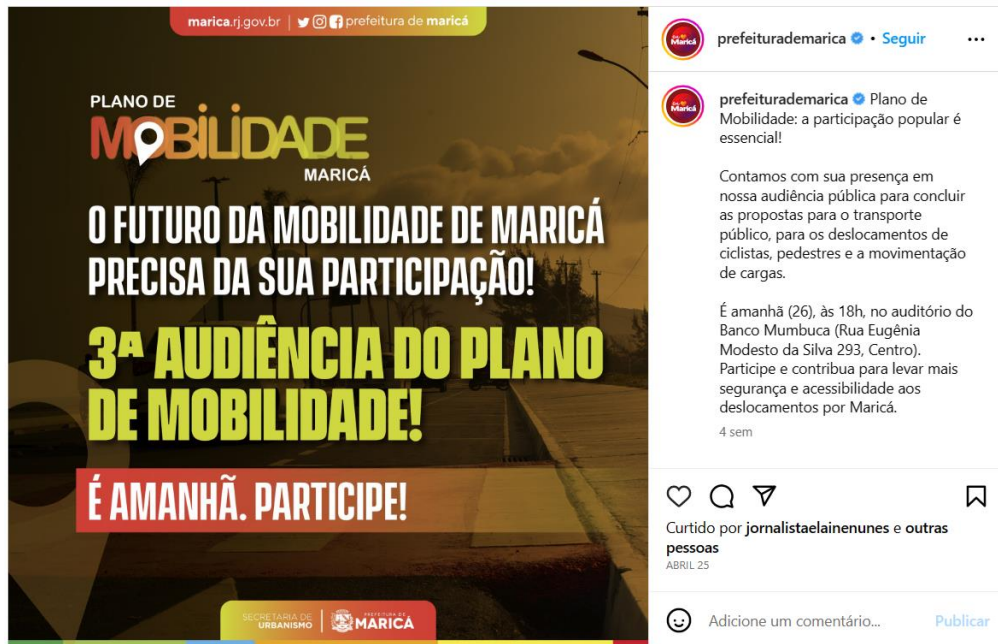 marica.rj.gov.br | prefeitura de maricá
PLANO DE
MOBILIDADE
MARICÁ
O FUTURO DA MOBILIDADE DE MARICÁ
PRECISA DA SUA PARTICIPAÇÃO!
3ª AUDIÊNCIA DO PLANO
DE MOBILIDADE!
É AMANHÃ. PARTICIPE!
SECRETARIA DE
URBANISMO
PREFEITURA DE
MARICÁ
Maricá
prefeiturademarica • Seguir
Maricá
prefeiturademarica Plano de
Mobilidade: a participação popular é
essencial!
Contamos com sua presença em
nossa audiência pública para concluir
as propostas para o transporte
público, para os deslocamentos de
ciclistas, pedestres e a movimentação
de cargas.
É amanhã (26), às 18h, no auditório do
Banco Mumbuca (Rua Eugênia
Modesto da Silva 293, Centro).
Participe e contribua para levar mais
segurança e acessibilidade aos
deslocamentos por Maricá.
4 sem
Curtido por jornalistaelainenunes e outras
pessoas
ABRIL 25
Adicione um comentário...
Publicar